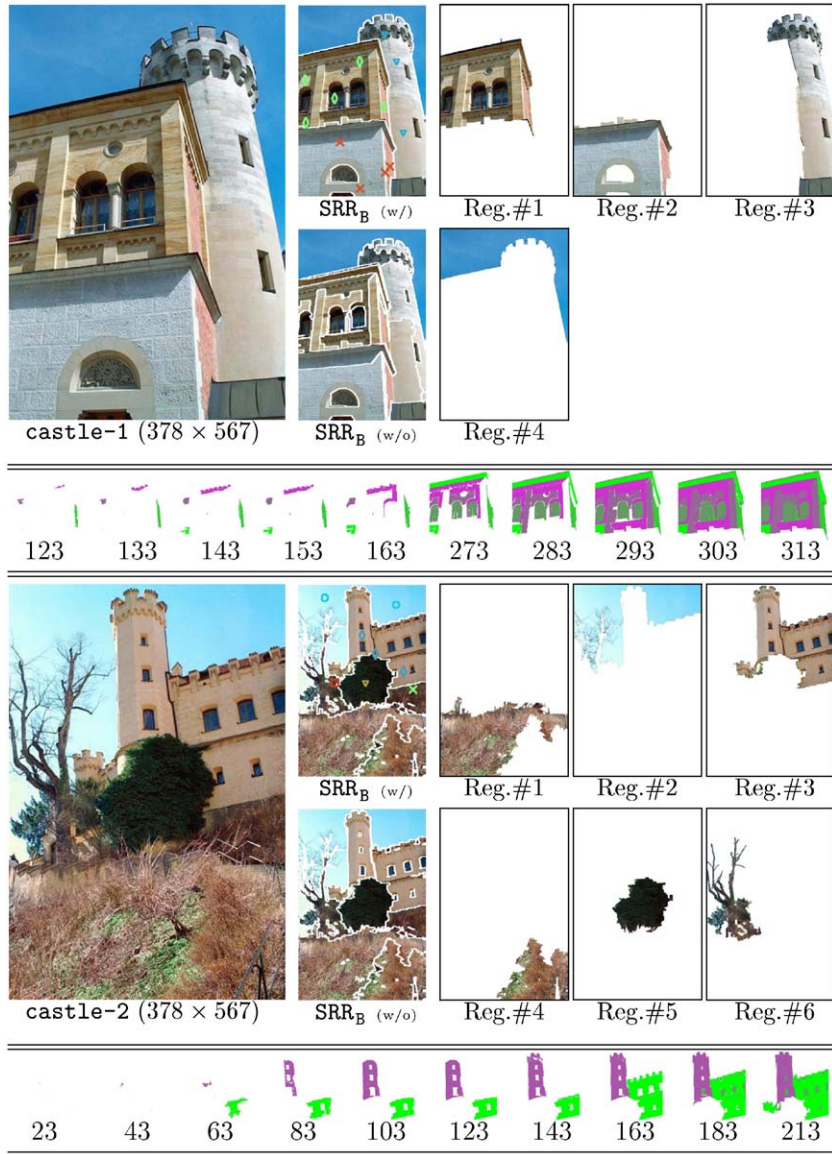 SRR_B (w/) Reg.#1 Reg.#2 Reg.#3
castle-1 (378 × 567) SRR_B (w/o) Reg.#4
123 133 143 153 163 273 283 293 303 313
SRR_B (w/) Reg.#1 Reg.#2 Reg.#3
castle-2 (378 × 567) SRR_B (w/o) Reg.#4 Reg.#5 Reg.#6
23 43 63 83 103 123 143 163 183 213